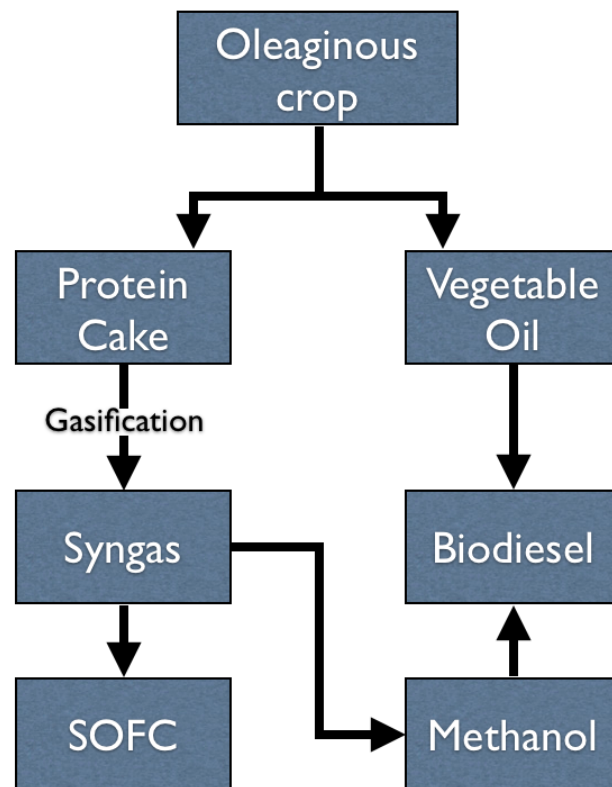 Oleaginous
crop
Protein
Cake
Vegetable
Oil
Gasification
Syngas
Biodiesel
SOFC
Methanol